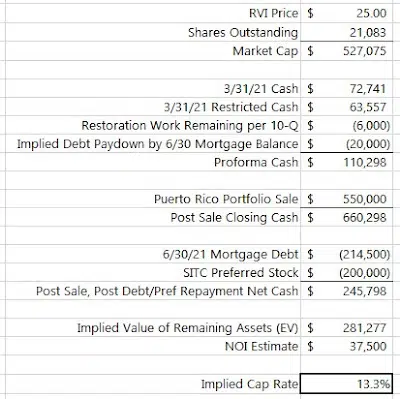 RVI Price $ 25.00
Shares Outstanding 21,083
Market Cap $ 527,075
3/31/21 Cash $ 72,741
3/31/21 Restricted Cash $ 63,557
Restoration Work Remaining per 10-Q $ (6,000)
Implied Debt Paydown by 6/30 Mortgage Balance $ (20,000)
Proforma Cash $ 110,298
Puerto Rico Portfolio Sale $ 550,000
Post Sale Closing Cash $ 660,298
6/30/21 Mortgage Debt $ (214,500)
SITC Preferred Stock $ (200,000)
Post Sale, Post Debt/Pref Repayment Net Cash $ 245,798
Implied Value of Remaining Assets (EV) $ 281,277
NOI Estimate $ 37,500
Implied Cap Rate 13.3%